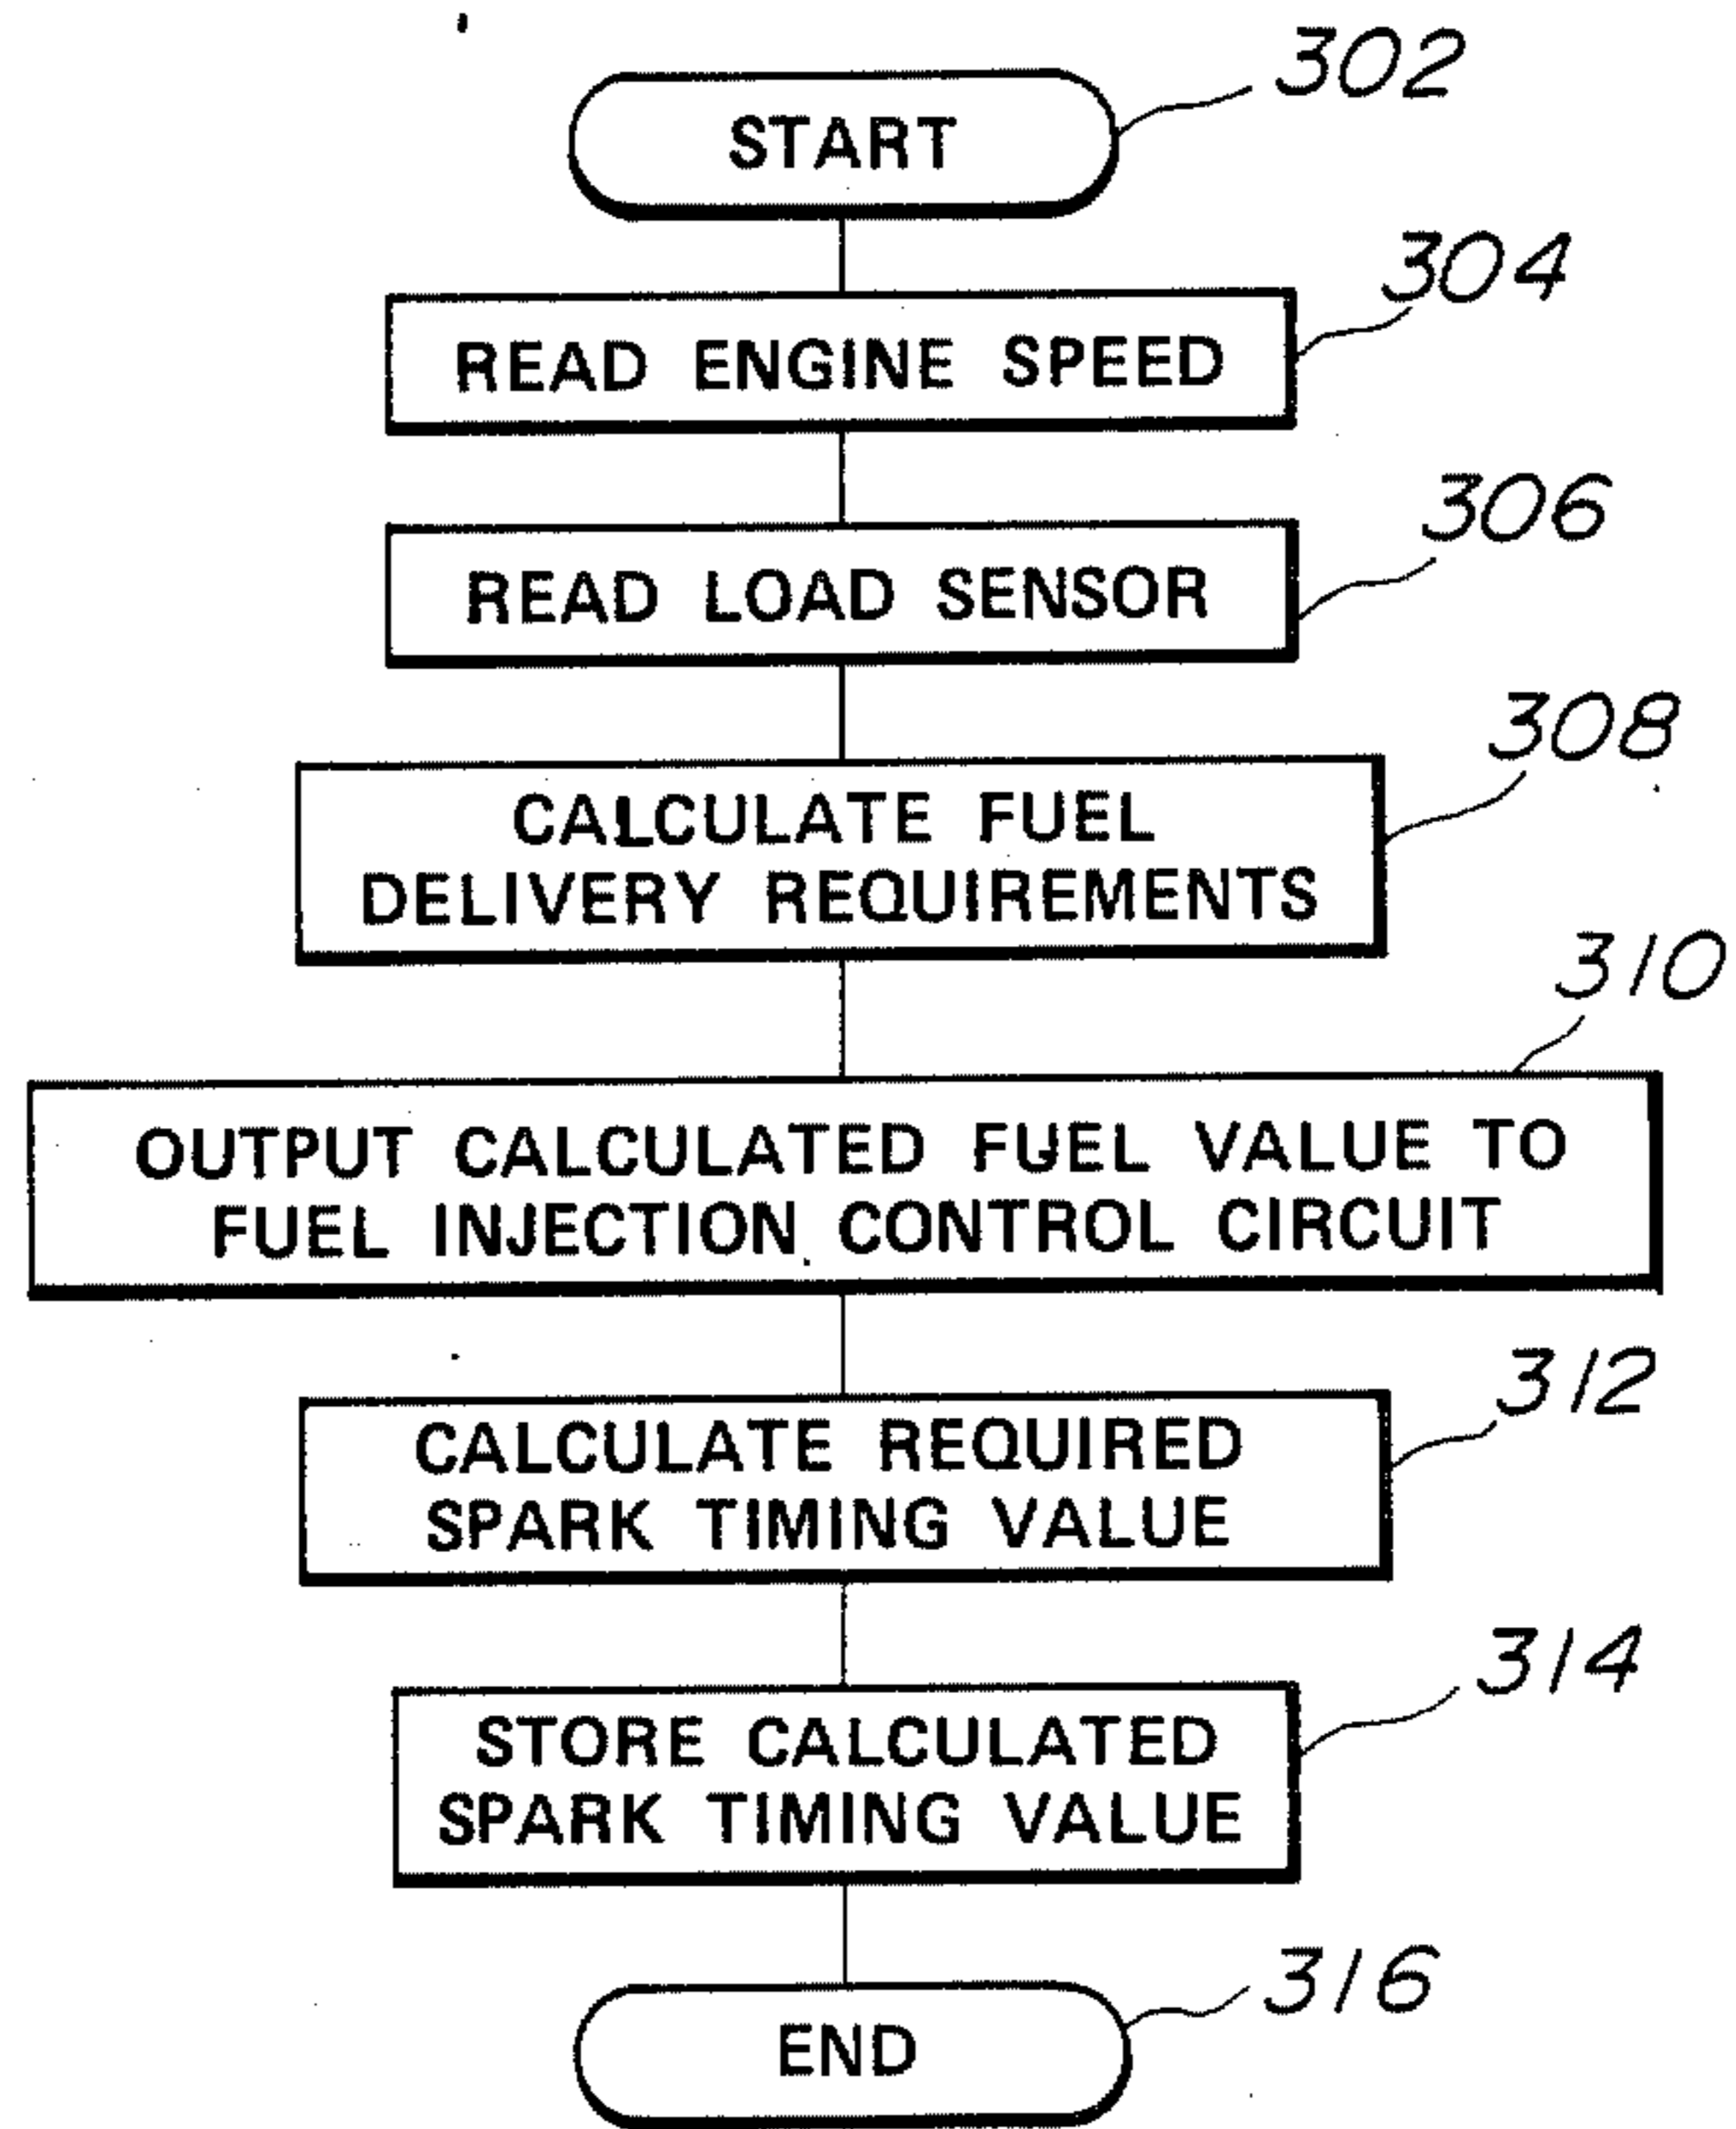 302
START
304
READ ENGINE SPEED
306
READ LOAD SENSOR
308
CALCULATE FUEL
DELIVERY REQUIREMENTS
310
OUTPUT CALCULATED FUEL VALUE TO
FUEL INJECTION CONTROL CIRCUIT
312
CALCULATE REQUIRED
SPARK TIMING VALUE
314
STORE CALCULATED
SPARK TIMING VALUE
316
END